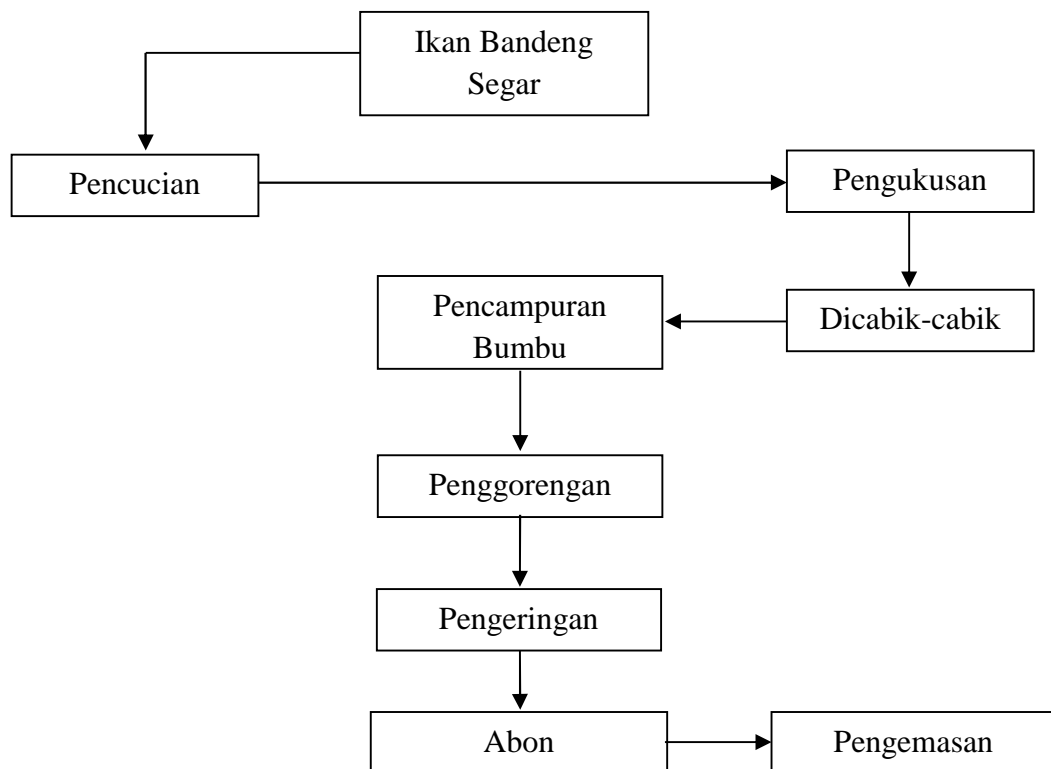 Ikan Bandeng
Segar
Pencucian
Pengukusan
Dicabik-cabik
Pencampuran
Bumbu
Penggorengan
Pengeringan
Abon
Pengemasan